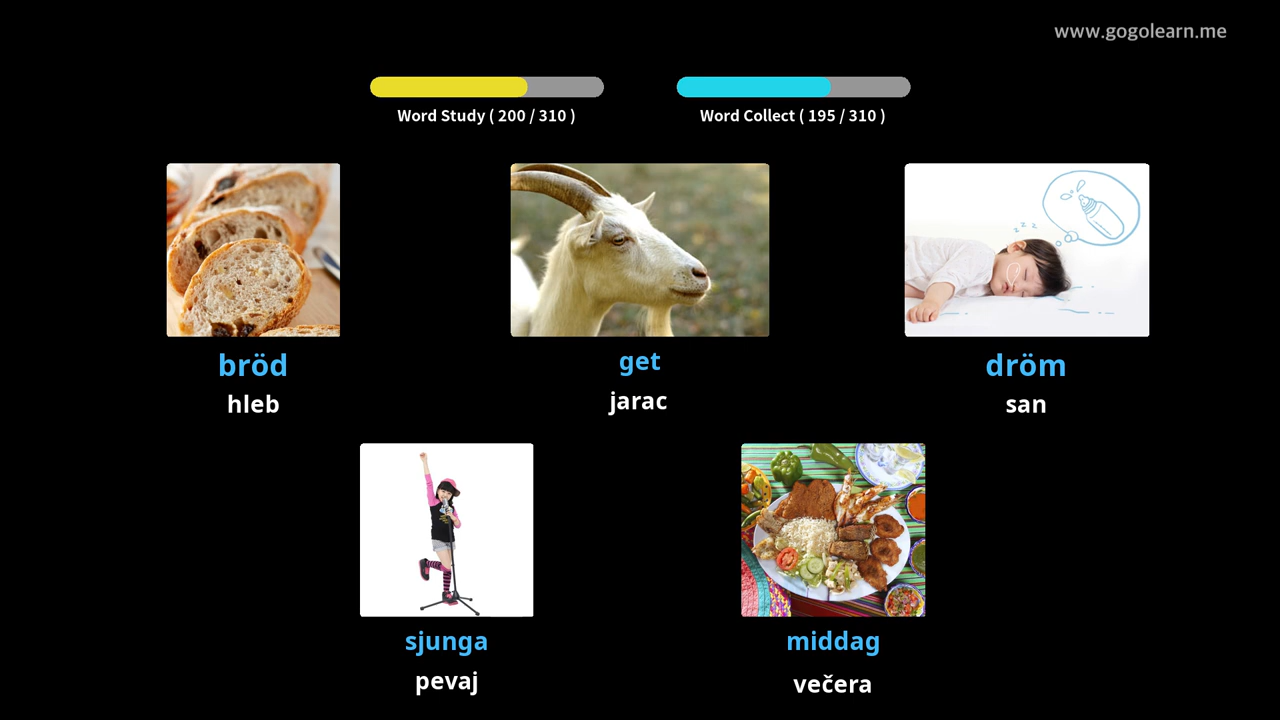 www.gogolearn.me
Word Study ( 200 / 310 )
Word Collect ( 195 / 310 )
bröd
hleb
get
jarac
dröm
san
sjunga
pevaj
middag
večera